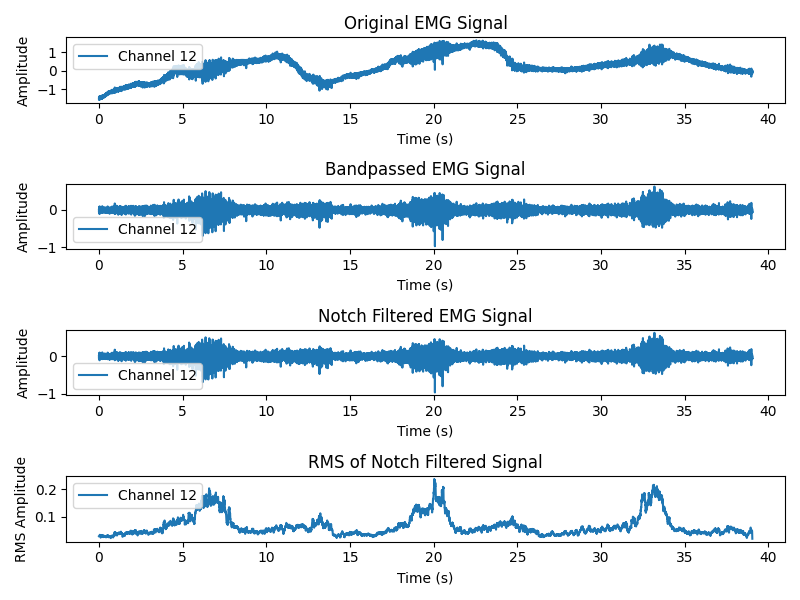 Original EMG Signal
Amplitude
1
0
−1
Channel 12
0 5 10 15 20 25 30 35 40
Time (s)
Bandpassed EMG Signal
Amplitude
0
−1
Channel 12
0 5 10 15 20 25 30 35 40
Time (s)
Notch Filtered EMG Signal
Amplitude
0
−1
Channel 12
0 5 10 15 20 25 30 35 40
Time (s)
RMS of Notch Filtered Signal
RMS Amplitude
0.2
0.1
Channel 12
0 5 10 15 20 25 30 35 40
Time (s)